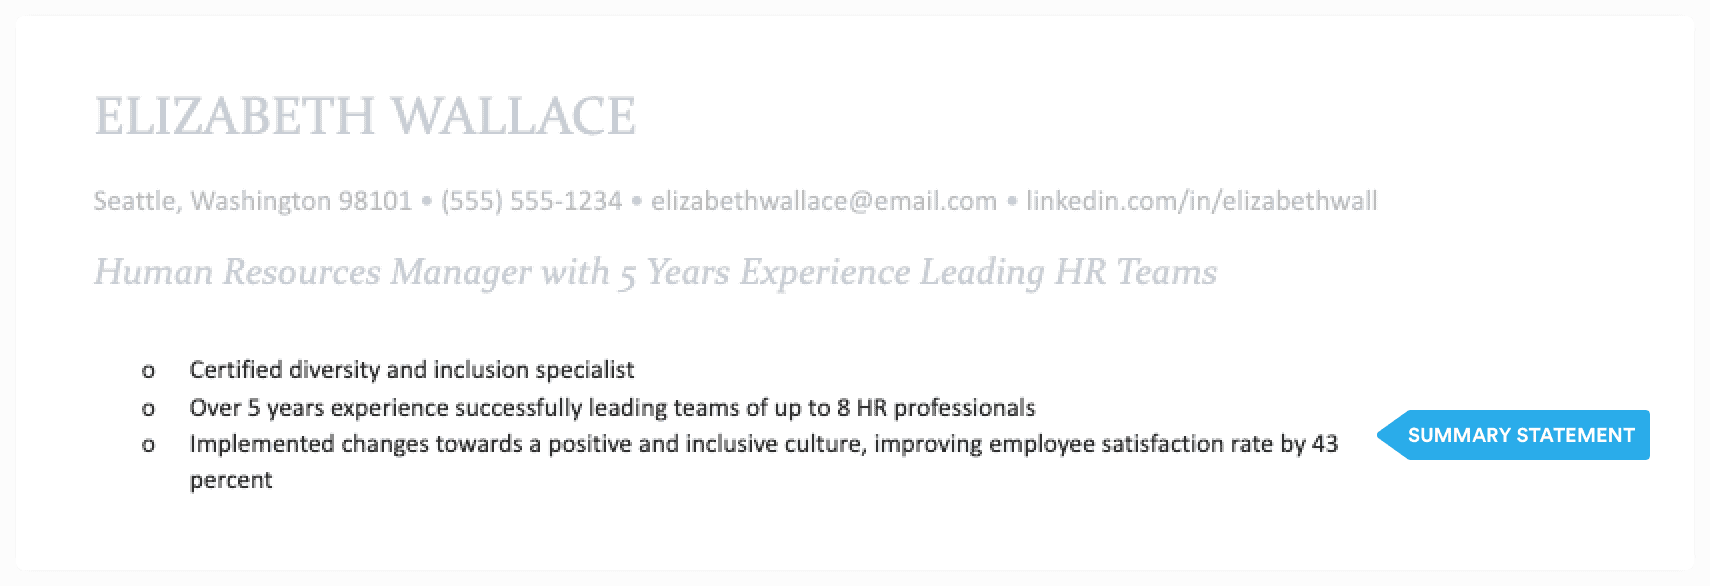 ELIZABETH WALLACE
Seattle, Washington 98101 • (555) 555-1234 • elizabethwallace@email.com • linkedin.com/in/elizabethwall
Human Resources Manager with 5 Years Experience Leading HR Teams
o Certified diversity and inclusion specialist
o Over 5 years experience successfully leading teams of up to 8 HR professionals
o Implemented changes towards a positive and inclusive culture, improving employee satisfaction rate by 43
percent
SUMMARY STATEMENT